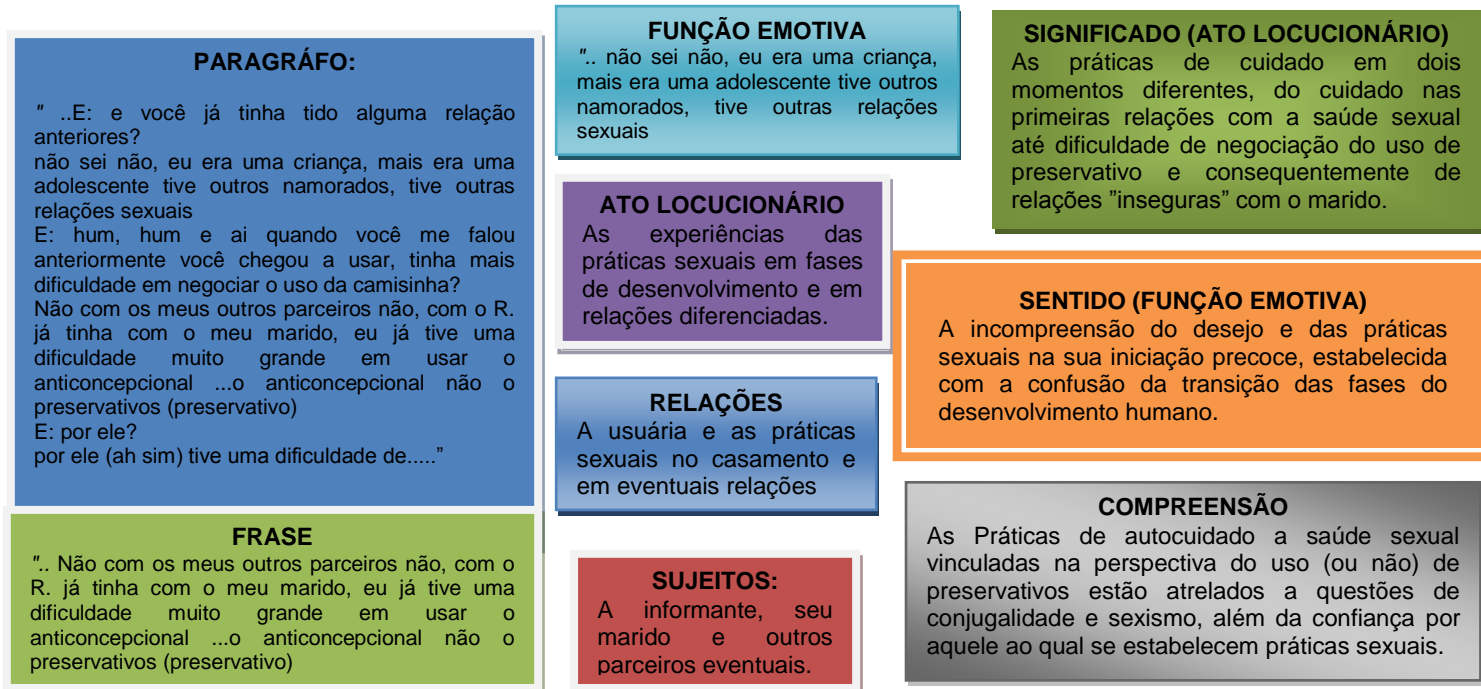 PARAGRÁFO:
" ..E: e você já tinha tido alguma relação
anteriores?
não sei não, eu era uma criança, mais era uma
adolescente tive outros namorados, tive outras
relações sexuais
E: hum, hum e ai quando você me falou
anteriormente você chegou a usar, tinha mais
dificuldade em negociar o uso da camisinha?
Não com os meus outros parceiros não, com o R.
já tinha com o meu marido, eu já tive uma
dificuldade muito grande em usar o
anticoncepcional ...o anticoncepcional não o
preservativos (preservativo)
E: por ele?
por ele (ah sim) tive uma dificuldade de....."
FRASE
".. Não com os meus outros parceiros não, com o
R. já tinha com o meu marido, eu já tive uma
dificuldade muito grande em usar o
anticoncepcional ...o anticoncepcional não o
preservativos (preservativo)
FUNÇÃO EMOTIVA
".. não sei não, eu era uma criança,
mais era uma adolescente tive outros
namorados, tive outras relações
sexuais
ATO LOCUCIONÁRIO
As experiências das
práticas sexuais em fases
de desenvolvimento e em
relações diferenciadas.
RELAÇÕES
A usuária e as práticas
sexuais no casamento e
em eventuais relações
SUJEITOS:
A informante, seu
marido e outros
parceiros eventuais.
SIGNIFICADO (ATO LOCUCIONÁRIO)
As práticas de cuidado em dois
momentos diferentes, do cuidado nas
primeiras relações com a saúde sexual
até dificuldade de negociação do uso de
preservativo e consequentemente de
relações ”inseguras” com o marido.
SENTIDO (FUNÇÃO EMOTIVA)
A incompreensão do desejo e das práticas
sexuais na sua iniciação precoce, estabelecida
com a confusão da transição das fases do
desenvolvimento humano.
COMPREENSÃO
As Práticas de autocuidado a saúde sexual
vinculadas na perspectiva do uso (ou não) de
preservativos estão atrelados a questões de
conjugalidade e sexismo, além da confiança por
aquele ao qual se estabelecem práticas sexuais.